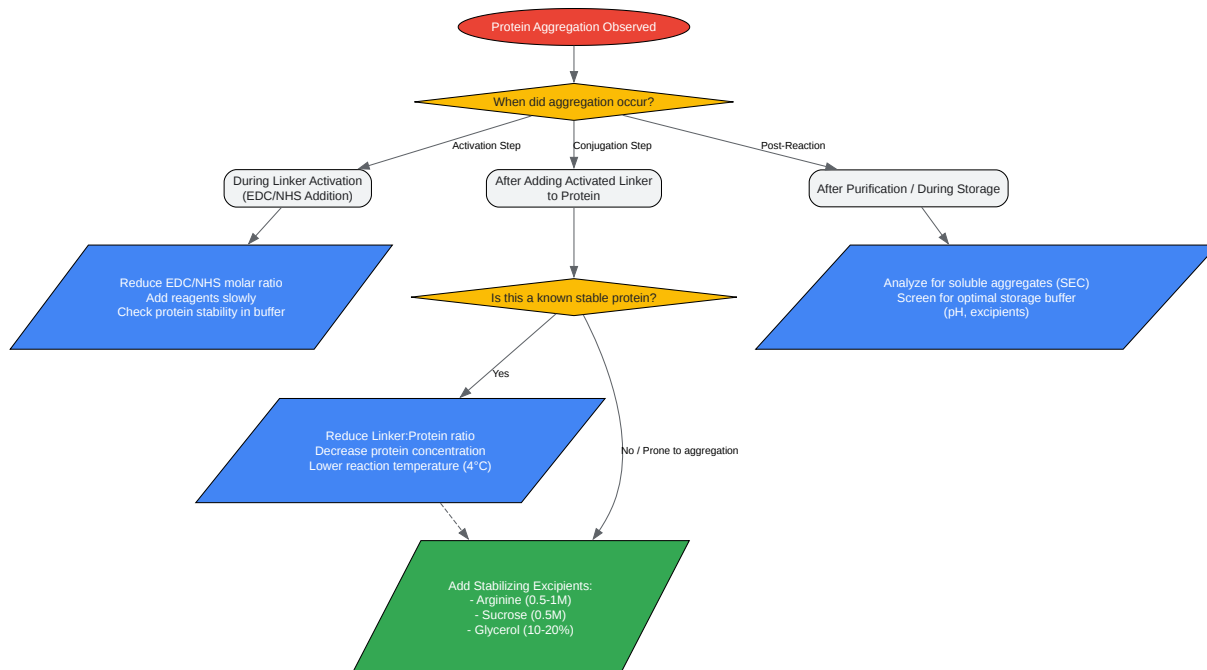 Protein Aggregation Observed
When did aggregation occur?
Activation Step
Conjugation Step
Post-Reaction
During Linker Activation
(EDC/NHS Addition)
After Adding Activated Linker
to Protein
After Purification / During Storage
Reduce EDC/NHS molar ratio
Add reagents slowly
Check protein stability in buffer
Is this a known stable protein?
Analyze for soluble aggregates (SEC)
Screen for optimal storage buffer
(pH, excipients)
Yes
No / Prone to aggregation
Reduce Linker:Protein ratio
Decrease protein concentration
Lower reaction temperature (4°C)
Add Stabilizing Excipients:
- Arginine (0.5-1M)
- Sucrose (0.5M)
- Glycerol (10-20%)